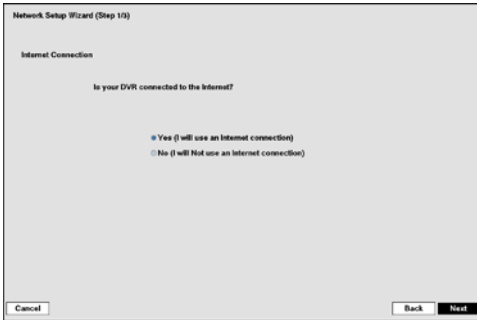 Network Setup Wizard (Step 1/3)
Internet Connection
Is your DVR connected to the Internet?
Yes (I will use an Internet connection)
No (I will Not use an Internet connection)
Cancel Back Next